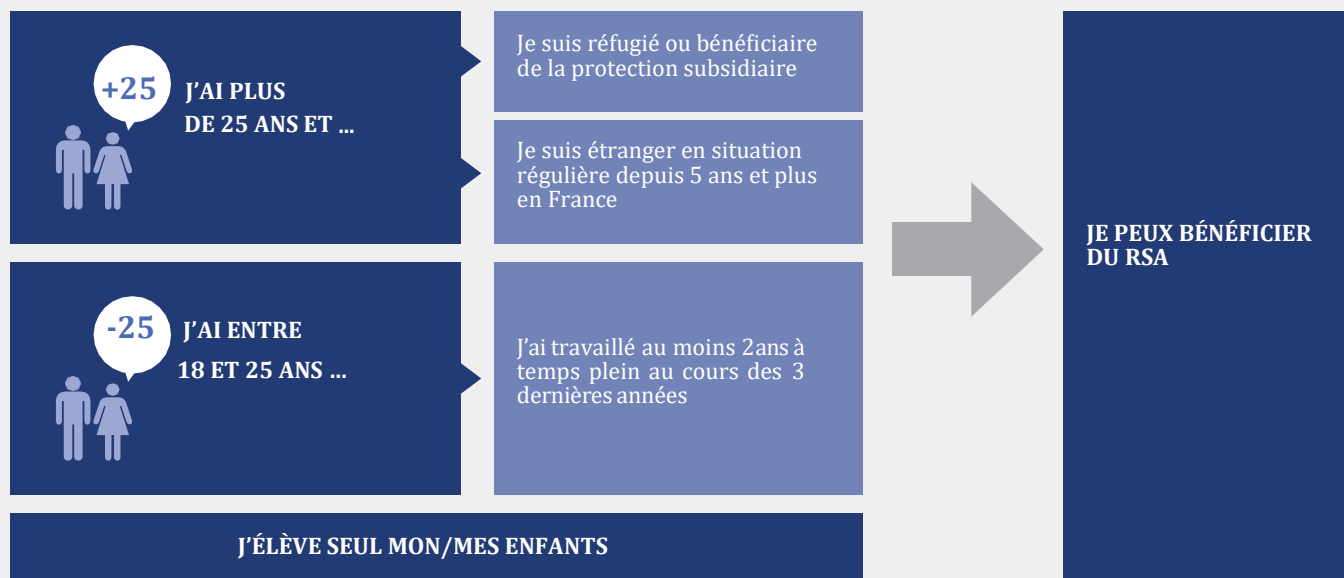 +25
J’AI PLUS
DE 25 ANS ET ...
Je suis réfugié ou bénéficiaire
de la protection subsidiaire
Je suis étranger en situation
régulière depuis 5 ans et plus
en France
-25
J’AI ENTRE
18 ET 25 ANS ...
J’ai travaillé au moins 2ans à
temps plein au cours des 3
dernières années
J’ÉLÈVE SEUL MON/MES ENFANTS
JE PEUX BÉNÉFICIER
DU RSA